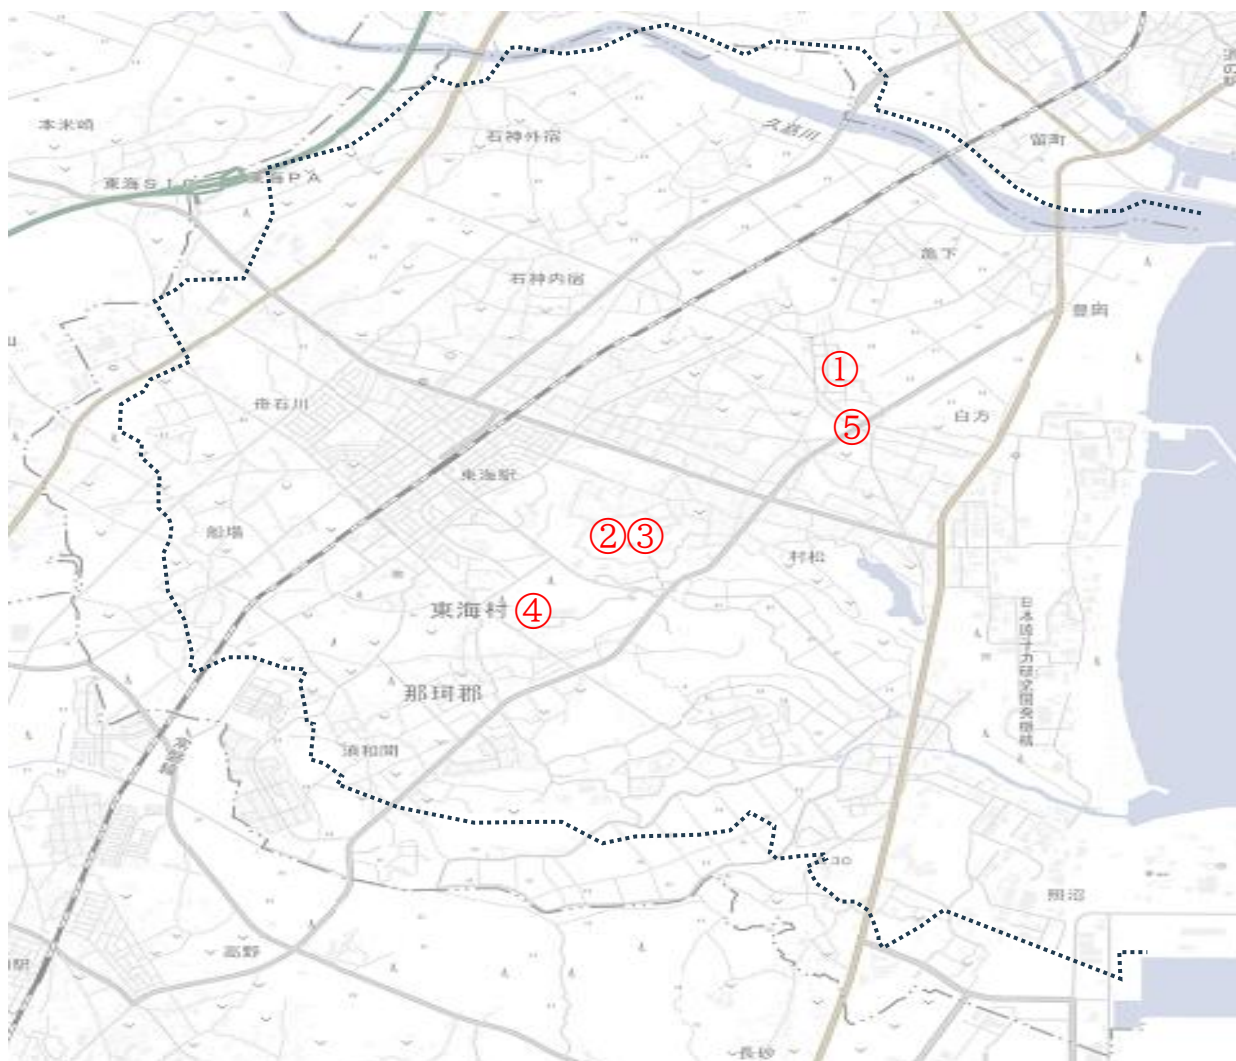 本米崎
石神外宿
久慈川
留町
東海PA
亀下
石神内宿
豊岡
①
舟石川
白方
⑤
東海駅
船場
②③
村松
東海村④
日本原子力研究開発機構
那珂郡
須和間
照沼
高野
長砂